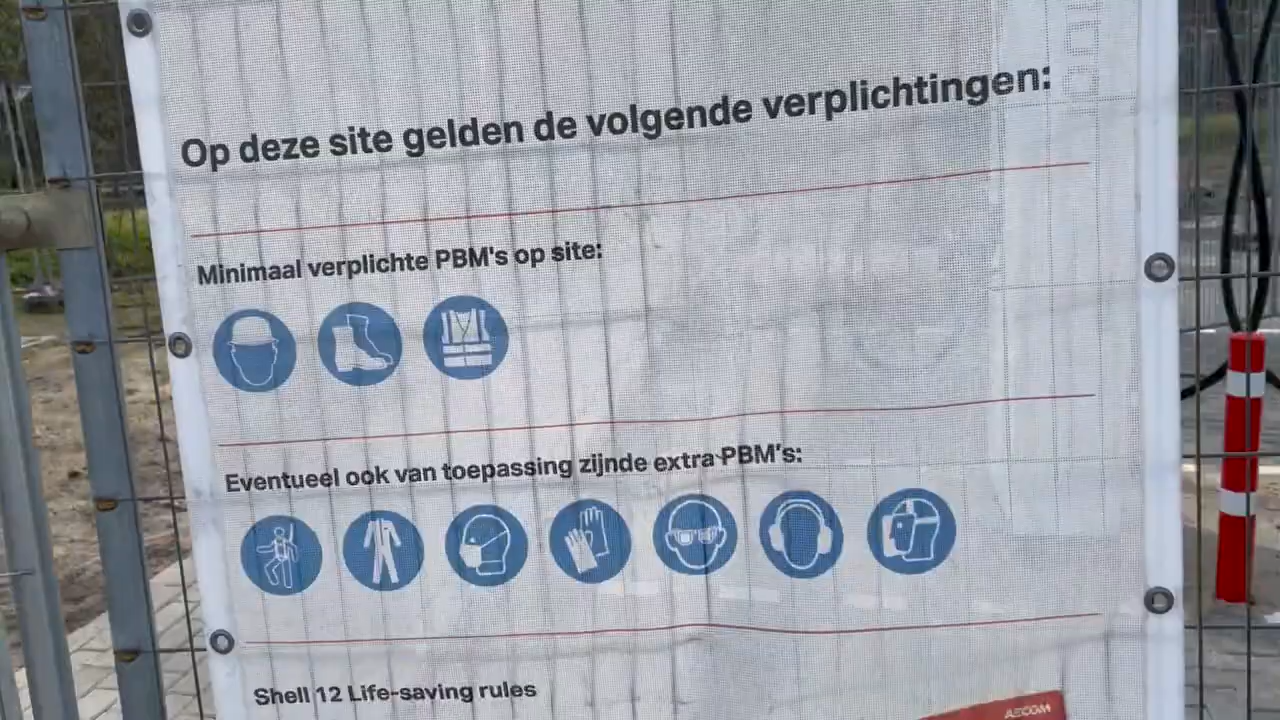 Op deze site gelden de volgende verplichtingen:
Minimaal verplichte PBM's op site:
Eventueel ook van toepassing zijnde extra PBM's:
Shell 12 Life-saving rules
AECOM